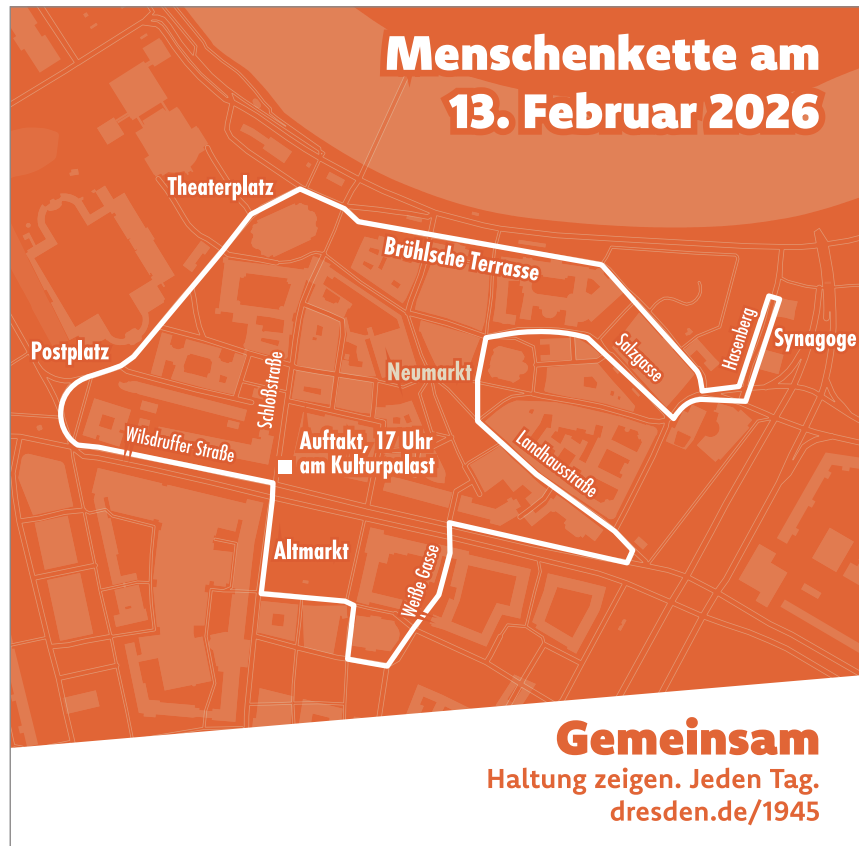 Menschenkette am
13. Februar 2026
Theaterplatz
Brühlsche Terrasse
Hasenberg
Synagoge
Salzgasse
Postplatz
Neumarkt
Schloßstraße
Wilsdruffer Straße
Auftakt, 17 Uhr
am Kulturpalast
Landhausstraße
Altmarkt
Weiße Gasse
Gemeinsam
Haltung zeigen. Jeden Tag.
dresden.de/1945